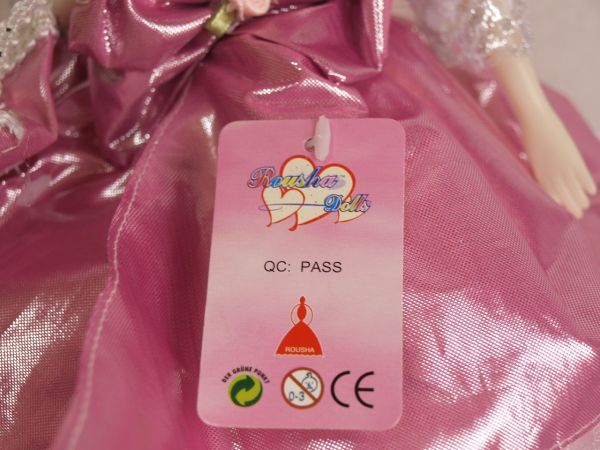 Rousha
Dolls
QC: PASS
ROUSHA
DER GRÜNE PUNKT
0-3
CE